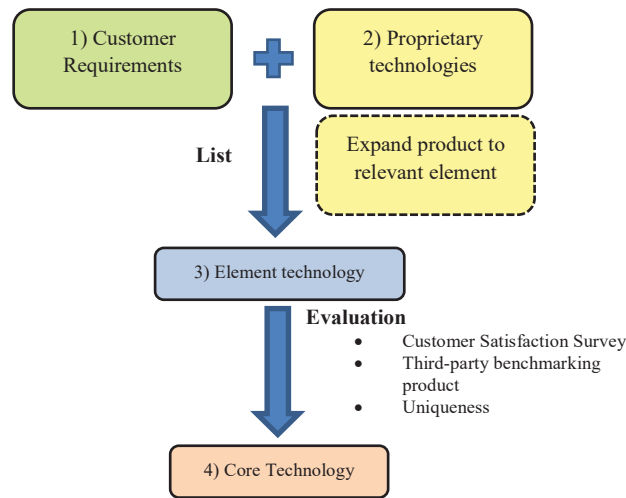 1) Customer
Requirements
2) Proprietary
technologies
List
Expand product to
relevant element
3) Element technology
Evaluation
• Customer Satisfaction Survey
• Third-party benchmarking
product
• Uniqueness
4) Core Technology